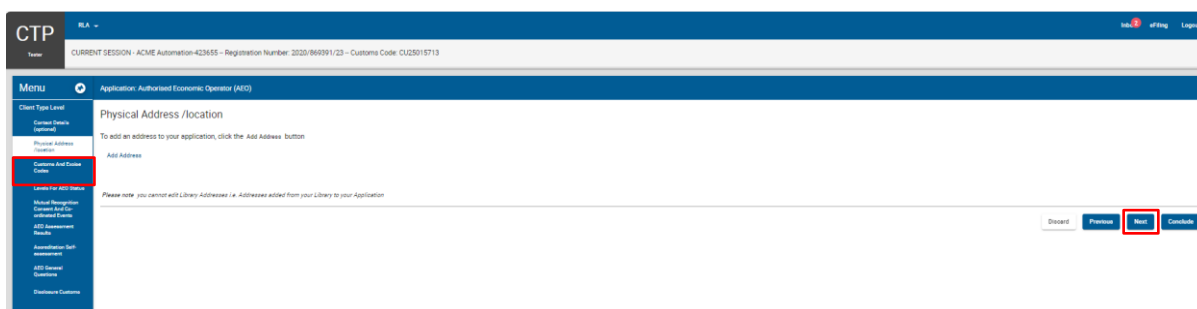 CTP
RLA
Inbox 2 eFiling Logout
Tester
CURRENT SESSION - ACME Automation-423655 – Registration Number: 2020/869391/23 – Customs Code: CU25015713
Menu
Application: Authorised Economic Operator (AEO)
Client Type Level
Contact Details
(optional)
Physical Address
/location
Customs And Excise
Codes
Levels For AEO Status
Mutual Recognition
Consent And Co-
ordinated Events
AEO Assessment
Results
Accreditation Self-
assessment
AEO General
Questions
Disclosure Customs
Physical Address /location
To add an address to your application, click the Add Address button
Add Address
Please note you cannot edit Library Addresses i.e. Addresses added from your Library to your Application
Discard Previous Next Conclude